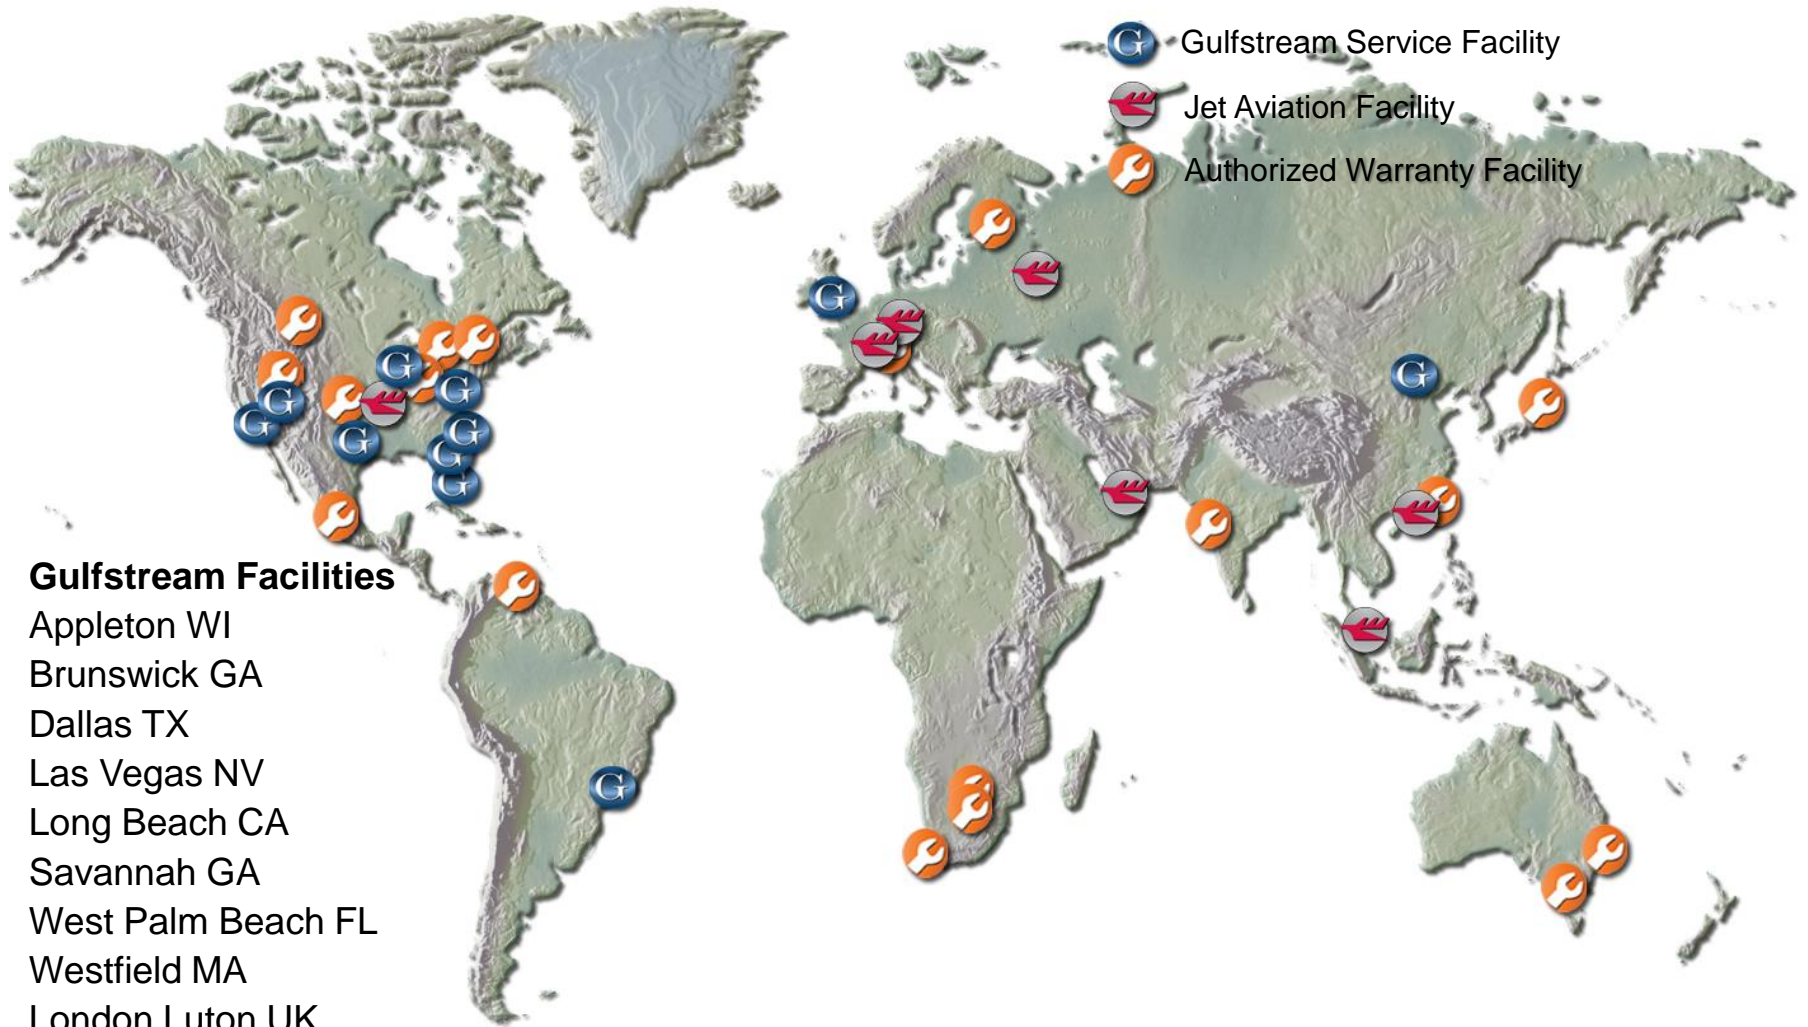 Gulfstream Service Facility
Jet Aviation Facility
Authorized Warranty Facility
Gulfstream Facilities
Appleton WI
Brunswick GA
Dallas TX
Las Vegas NV
Long Beach CA
Savannah GA
West Palm Beach FL
Westfield MA
London Luton UK